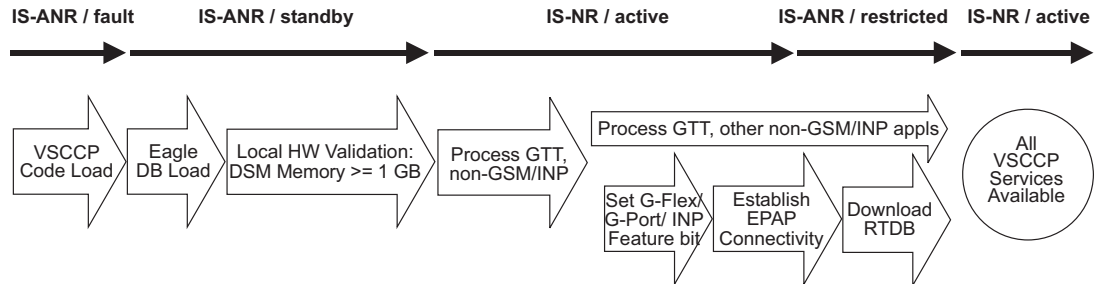 IS-ANR / fault
IS-ANR / standby
IS-NR / active
IS-ANR / restricted
IS-NR / active
VSCCP
Code Load
Eagle
DB Load
Local HW Validation:
DSM Memory >= 1 GB
Process GTT,
non-GSM/INP
Process GTT, other non-GSM/INP appls
Set G-Flex/
G-Port/ INP
Feature bit
Establish
EPAP
Connectivity
Download
RTDB
All
VSCCP
Services
Available